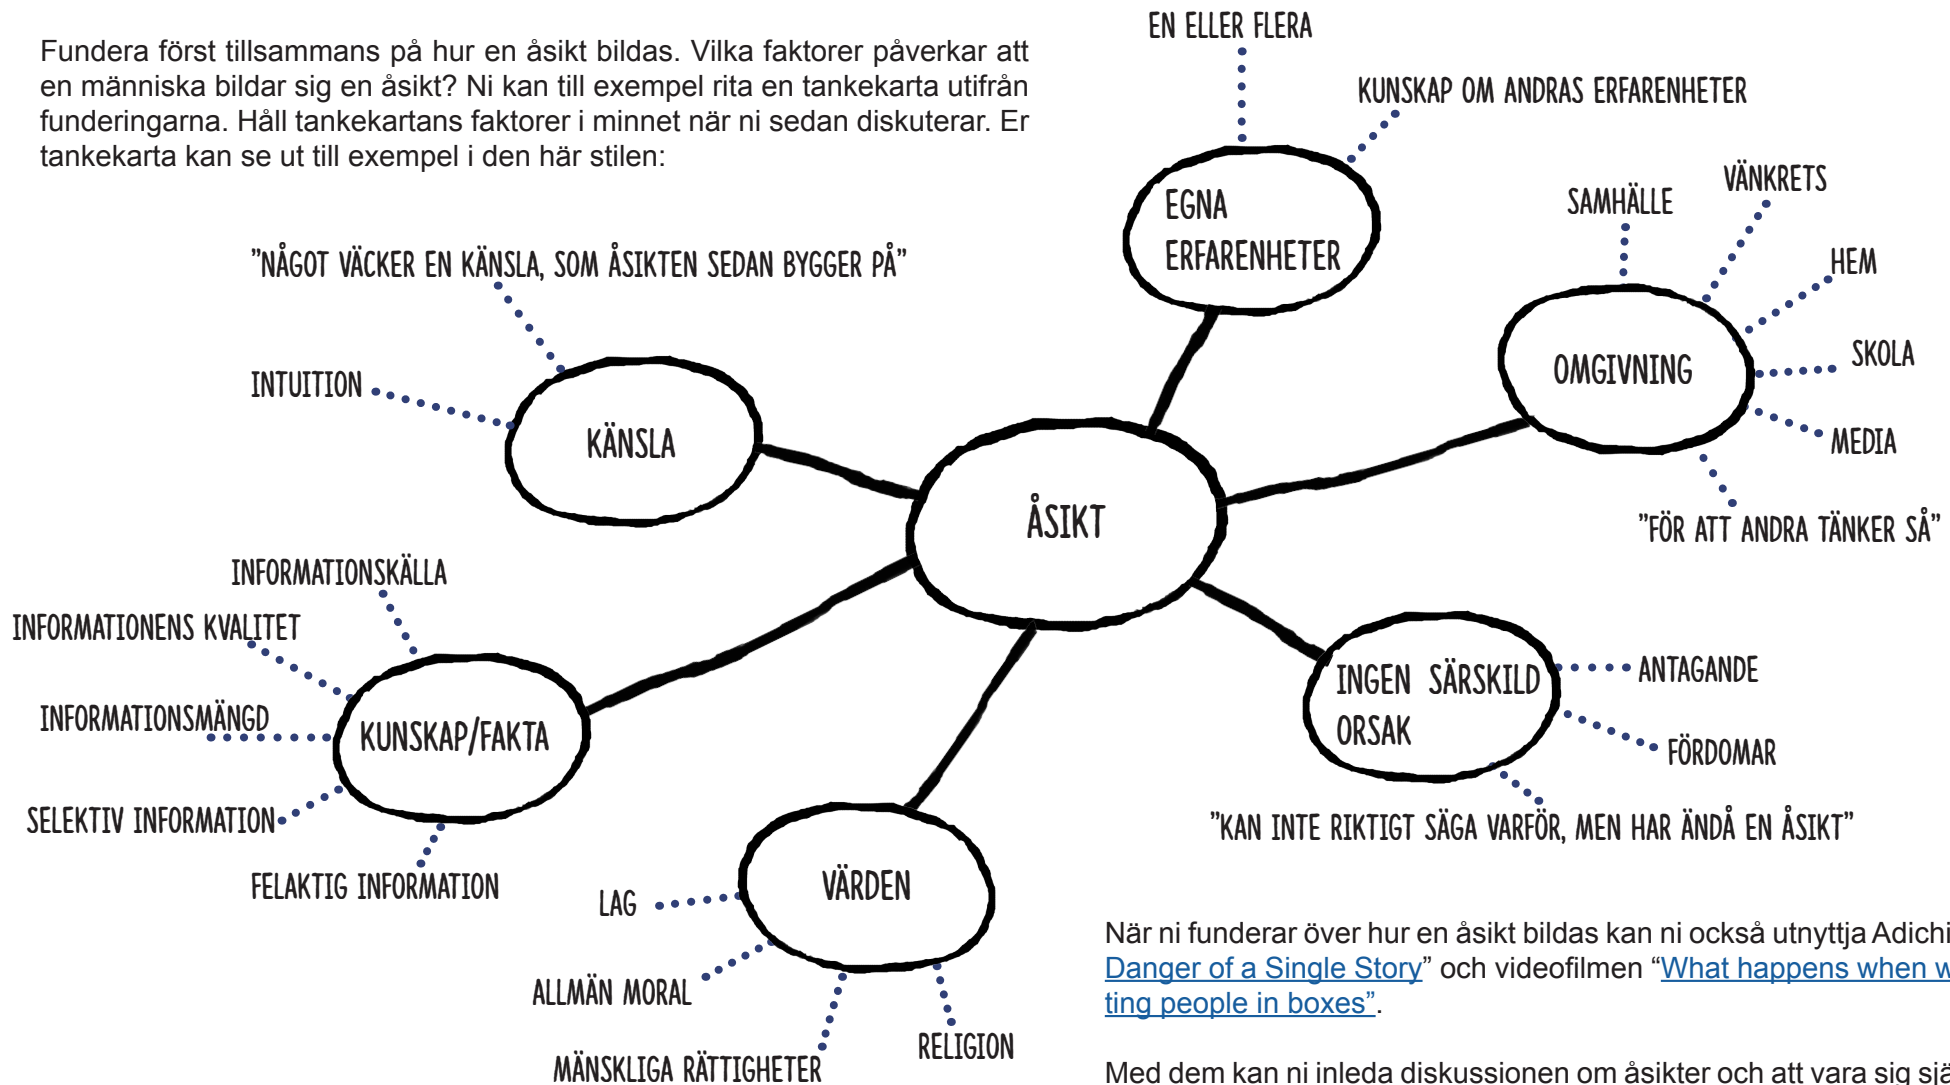 Fundera först tillsammans på hur en åsikt bildas. Vilka faktorer påverkar att
en människa bildar sig en åsikt? Ni kan till exempel rita en tankekarta utifrån
funderingarna. Håll tankekartans faktorer i minnet när ni sedan diskuterar. Er
tankekarta kan se ut till exempel i den här stilen:
EN ELLER FLERA
KUNSKAP OM ANDRAS ERFARENHETER
EGNA
ERFARENHETER
SAMHÄLLE
VÄNKRETS
HEM
SKOLA
MEDIA
OMGIVNING
"FÖR ATT ANDRA TÄNKER SÅ"
"NÅGOT VÄCKER EN KÄNSLA, SOM ÅSIKTEN SEDAN BYGGER PÅ"
INTUITION
KÄNSLA
ÅSIKT
INFORMATIONSKÄLLA
INFORMATIONENS KVALITET
INFORMATIONSMÄNGD
KUNSKAP/FAKTA
SELEKTIV INFORMATION
FELAKTIG INFORMATION
INGEN SÄRSKILD
ORSAK
ANTAGANDE
FÖRDOMAR
"KAN INTE RIKTIGT SÄGA VARFÖR, MEN HAR ÄNDÅ EN ÅSIKT"
VÄRDEN
LAG
ALLMÄN MORAL
MÄNSKLIGA RÄTTIGHETER
RELIGION
När ni funderar över hur en åsikt bildas kan ni också utnyttja Adichi
Danger of a Single Story" och videofilmen "What happens when w
ting people in boxes".
Med dem kan ni inleda diskussionen om åsikter och att vara sig sjä